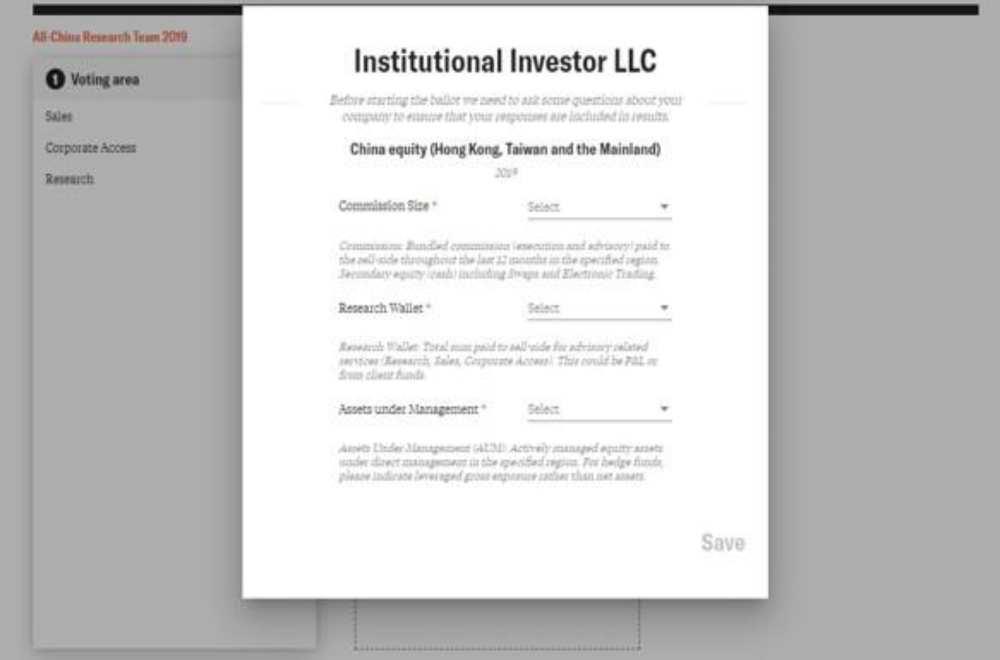 All-China Research Team 2019
1 Voting area
Sales
Corporate Access
Research
Institutional Investor LLC
Before starting the ballot we need to ask some questions about your
company to ensure that your responses are included in results.
China equity (Hong Kong, Taiwan and the Mainland)
2019
Commission Size * Select
Commission: Bundled commission (execution and advisory) paid to
the sell-side throughout the last 12 months in the specified region.
Secondary equity (cash) including Swaps and Electronic Trading.
Research Wallet * Select
Research Wallet: Total sum paid to sell-side for advisory related
services (Research, Sales, Corporate Access). This could be P&L or
from client funds.
Assets under Management * Select
Assets Under Management (AUM): Actively managed equity assets
under direct management in the specified region. For hedge funds,
please indicate leveraged gross exposure rather than net assets.
Save